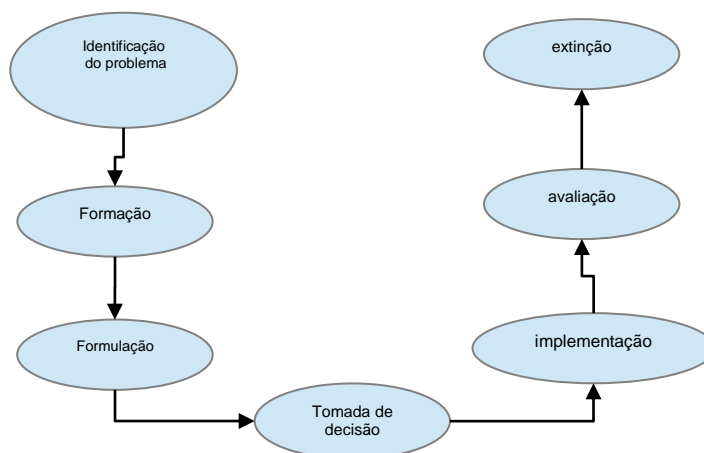 Identificação
do problema
Formação
Formulação
Tomada de
decisão
implementação
avaliação
extinção